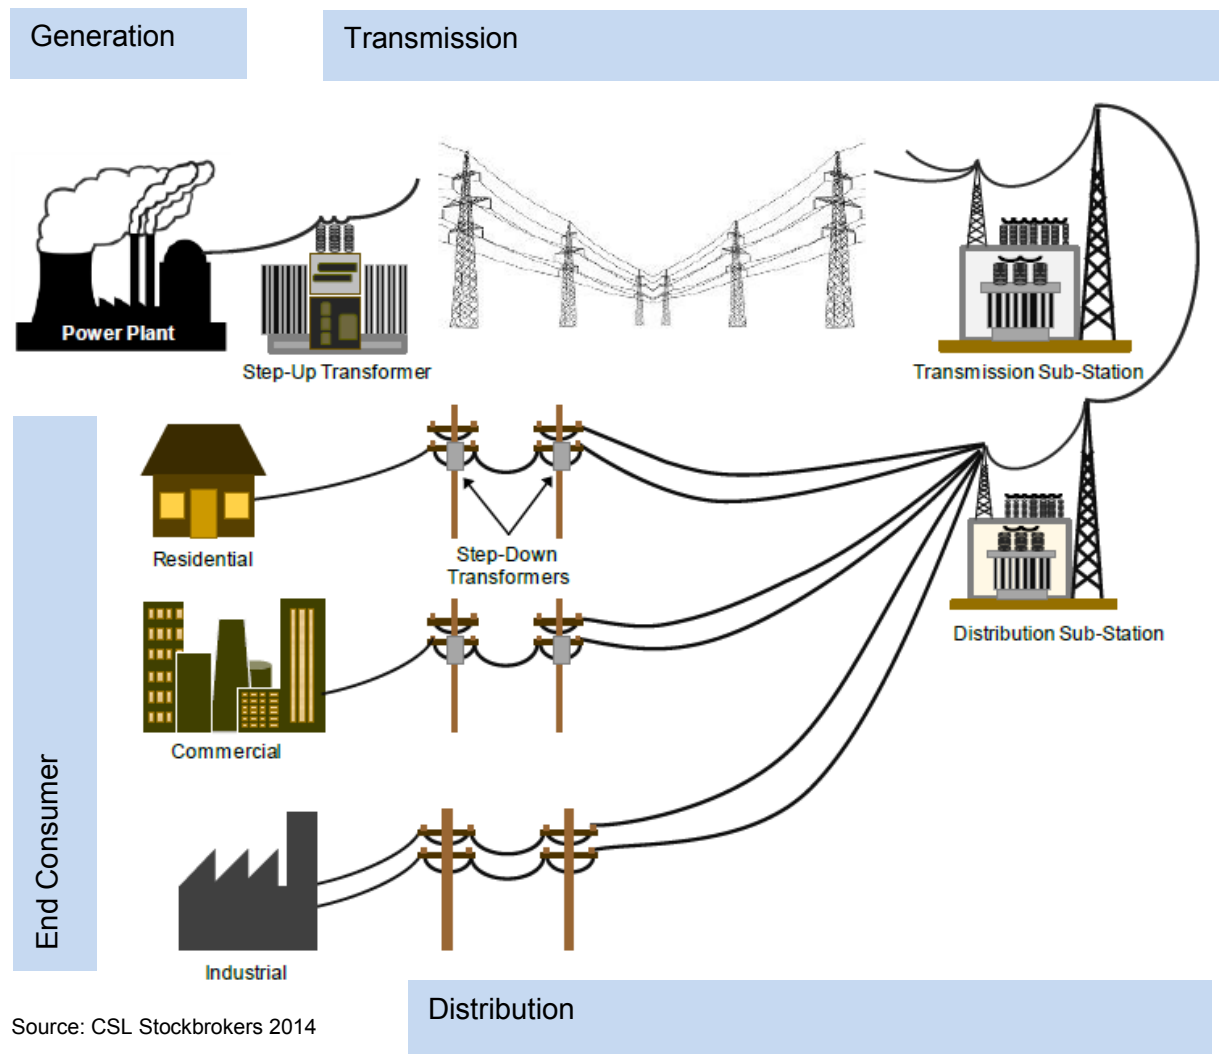 Generation
Transmission
Power Plant
Step-Up Transformer
Transmission Sub-Station
Residential
Step-Down
Transformers
Distribution Sub-Station
Commercial
End Consumer
Industrial
Distribution
Source: CSL Stockbrokers 2014